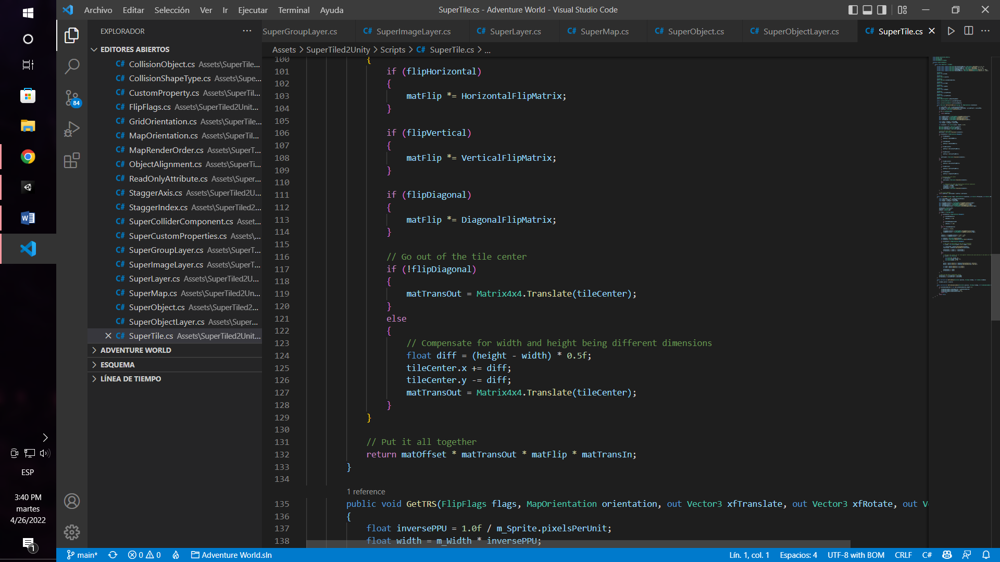 Archivo Editar Selección Ver Ir Ejecutar Terminal Ayuda
SuperTile.cs - Adventure World - Visual Studio Code
EXPLORADOR
SuperGroupLayer.cs C# SuperImageLayer.cs C# SuperLayer.cs C# SuperMap.cs C# SuperObject.cs C# SuperObjectLayer.cs C# SuperTile.cs
Assets > SuperTiled2Unity > Scripts > C# SuperTile.cs > ...
EDITORES ABIERTOS
C# CollisionObject.cs Assets\SuperTile...
C# CollisionShapeType.cs Assets\Supe...
C# CustomProperty.cs Assets\SuperTil...
C# FlipFlags.cs Assets\SuperTiled2Unit...
C# GridOrientation.cs Assets\SuperTile...
C# MapOrientation.cs Assets\SuperTil...
C# MapRenderOrder.cs Assets\SuperT...
C# ObjectAlignment.cs Assets\SuperTi...
C# ReadOnlyAttribute.cs Assets\Super...
C# StaggerAxis.cs Assets\SuperTiled2U...
C# StaggerIndex.cs Assets\SuperTiled2...
C# SuperColliderComponent.cs Asset...
C# SuperCustomProperties.cs Assets\...
C# SuperGroupLayer.cs Assets\SuperT...
C# SuperImageLayer.cs Assets\SuperT...
C# SuperLayer.cs Assets\SuperTiled2U...
C# SuperMap.cs Assets\SuperTiled2Un...
C# SuperObject.cs Assets\SuperTiled2...
C# SuperObjectLayer.cs Assets\Super...
C# SuperTile.cs Assets\SuperTiled2Unit...
ADVENTURE WORLD
ESQUEMA
LÍNEA DE TIEMPO
84
100 {
101 if (flipHorizontal)
102 {
103 matFlip *= HorizontalFlipMatrix;
104 }
105
106 if (flipVertical)
107 {
108 matFlip *= VerticalFlipMatrix;
109 }
110
111 if (flipDiagonal)
112 {
113 matFlip *= DiagonalFlipMatrix;
114 }
115
116 // Go out of the tile center
117 if (!flipDiagonal)
118 {
119 matTransOut = Matrix4x4.Translate(tileCenter);
120 }
121 else
122 {
123 // Compensate for width and height being different dimensions
124 float diff = (height - width) * 0.5f;
125 tileCenter.x += diff;
126 tileCenter.y -= diff;
127 matTransOut = Matrix4x4.Translate(tileCenter);
128 }
129 }
130
131 // Put it all together
132 return matOffset * matTransOut * matFlip * matTransIn;
133 }
134
1 reference
135 public void GetTRS(FlipFlags flags, MapOrientation orientation, out Vector3 xfTranslate, out Vector3 xfRotate, out V
136 {
137 float inversePPU = 1.0f / m_Sprite.pixelsPerUnit;
138 float width = m_Width * inversePPU;
ESP
3:40 PM
martes
4/26/2022
1
main* 0 0 Adventure World.sln
Lín. 1, col. 1 Espacios: 4 UTF-8 with BOM CRLF C#